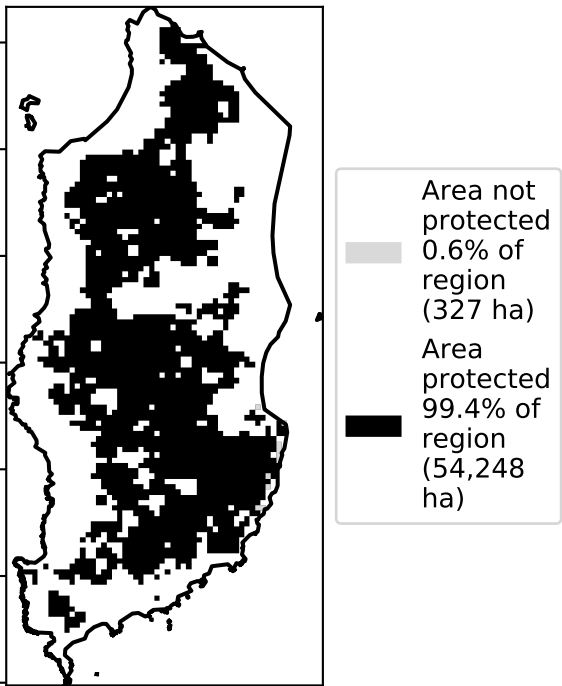 Area not
protected
0.6% of
region
(327 ha)
Area
protected
99.4% of
region
(54,248
ha)